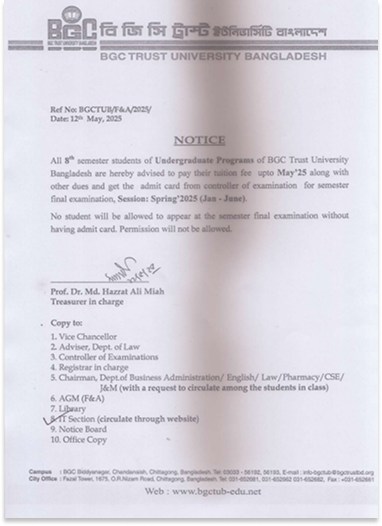 BGC
বি জি সি ট্রাস্ট ইউনিভার্সিটি বাংলাদেশ
BGC TRUST UNIVERSITY BANGLADESH
Ref No: BGCTUB/F&A/2025/
Date: 12th May, 2025
NOTICE
All 8th semester students of Undergraduate Programs of BGC Trust University
Bangladesh are hereby advised to pay their tuition fee upto May'25 along with
other dues and get the admit card from controller of examination for semester
final examination, Session: Spring'2025 (Jan - June).
No student will be allowed to appear at the semester final examination without
having admit card. Permission will not be allowed.
Prof. Dr. Md. Hazrat Ali Miah
Treasurer in charge
Copy to:
1. Vice Chancellor
2. Adviser, Dept. of Law
3. Controller of Examinations
4. Registrar in charge
5. Chairman, Dept.of Business Administration/ English/ Law/Pharmacy/CSE/
J&M (with a request to circulate among the students in class)
6. AGM (F&A)
7. Library
8. IT Section (circulate through website)
9. Notice Board
10. Office Copy
Campus : BGC Biddyanagar, Chandanaish, Chittagong, Bangladesh. Tel: 03033 - 56192, 56193, E-mail : info-bgctub@bgctrustbd.org
City Office : Fazal Tower, 1675, O.R.Nizam Road, Chittagong, Bangladesh, Tel: 031-652661, 031-652662 031-652682, Fax : +031-652661
Web : www.bgctub-edu.net